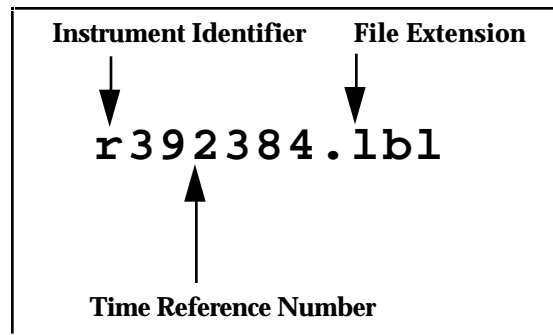 Instrument Identifier File Extension
r392384.lbl
Time Reference Number